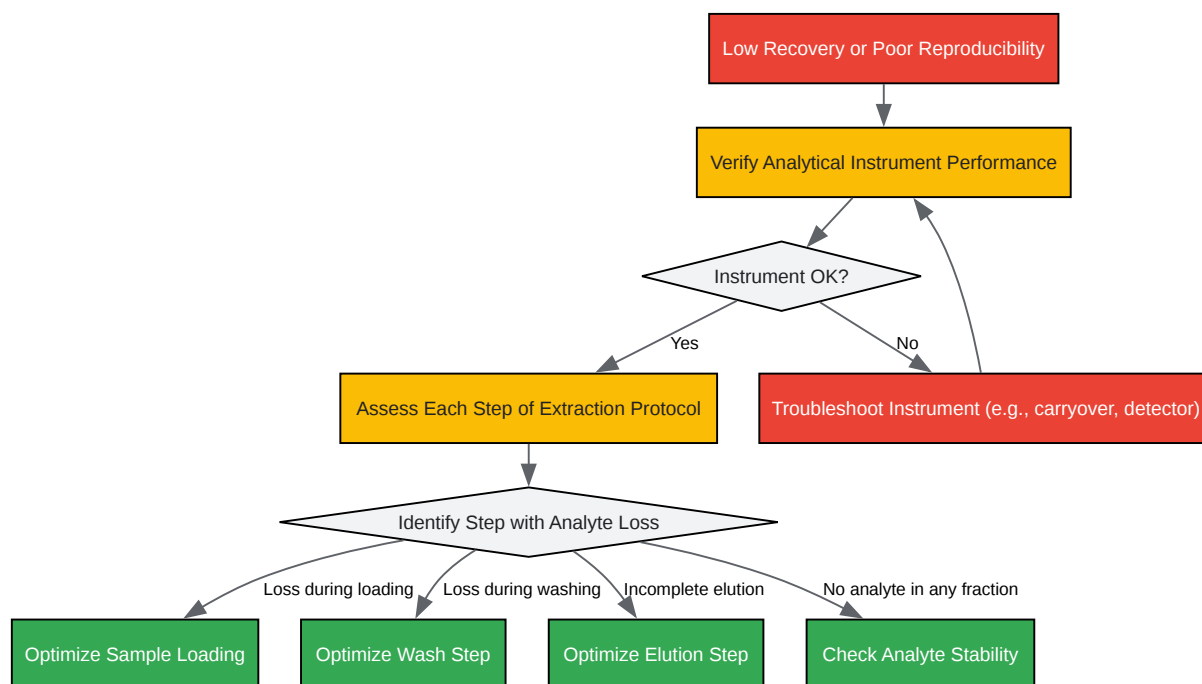 Low Recovery or Poor Reproducibility
Verify Analytical Instrument Performance
Instrument OK?
Yes
No
Assess Each Step of Extraction Protocol
Troubleshoot Instrument (e.g., carryover, detector)
Identify Step with Analyte Loss
Loss during loading
Loss during washing
Incomplete elution
No analyte in any fraction
Optimize Sample Loading
Optimize Wash Step
Optimize Elution Step
Check Analyte Stability